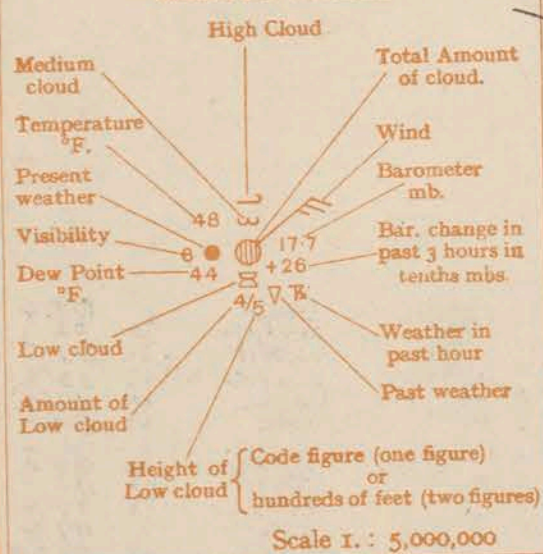 High Cloud
Medium cloud
Total Amount of cloud.
Temperature °F.
Wind
Present weather
Barometer mb.
48
Visibility
8
17.7
Bar. change in past 3 hours in tenths mbs.
+26
Dew Point °F.
44
4/5
Low cloud
Weather in past hour
Past weather
Amount of Low cloud
Height of Low cloud
Code figure (one figure)
or
hundreds of feet (two figures)
Scale 1. : 5,000,000